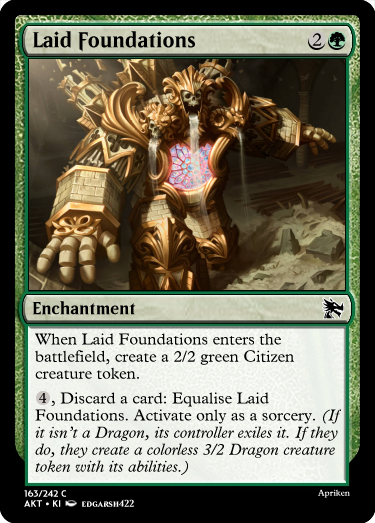 Laid Foundations 2
Enchantment
When Laid Foundations enters the
battlefield, create a 2/2 green Citizen
creature token.
4, Discard a card: Equalise Laid
Foundations. Activate only as a sorcery. (If
it isn't a Dragon, its controller exiles it. If they
do, they create a colorless 3/2 Dragon creature
token with its abilities.)
163/242 C Apriken
AKT • KI EDGARSH422